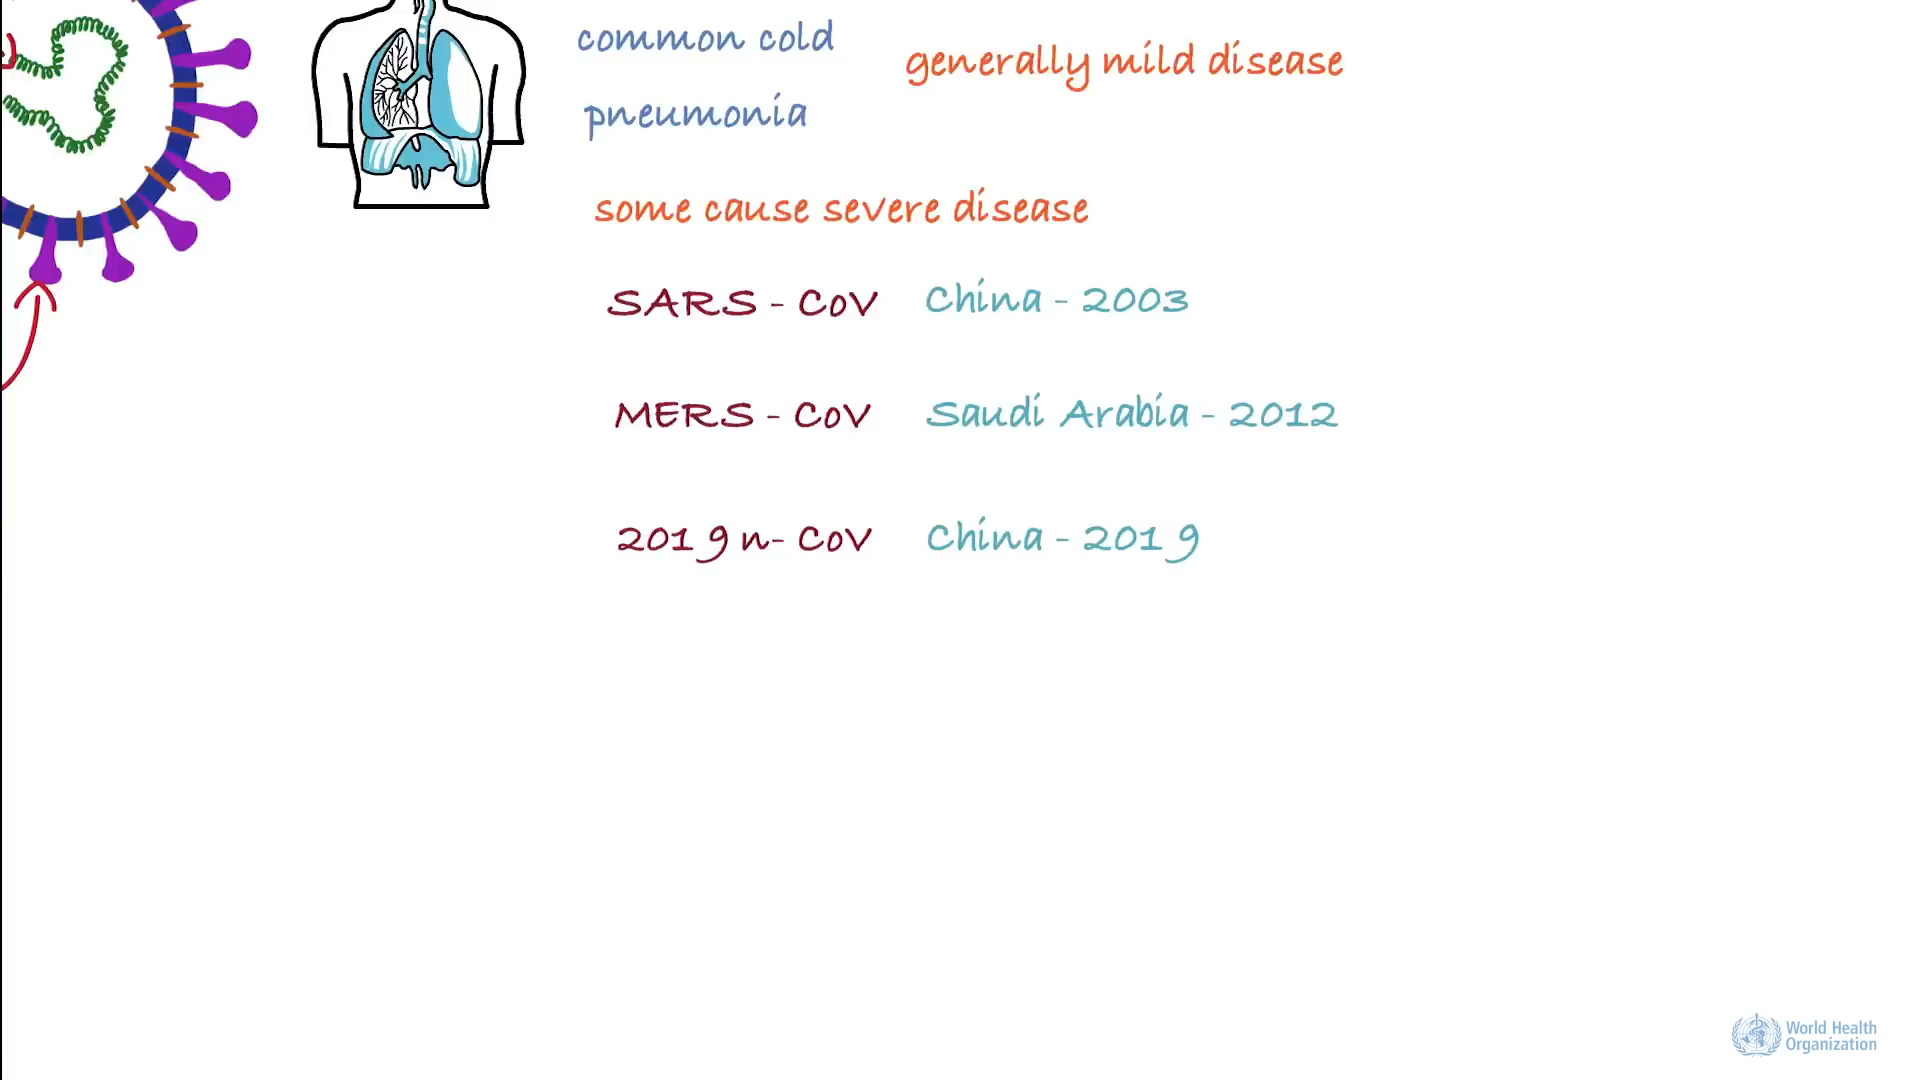 common cold
generally mild disease
pneumonia
some cause severe disease
SARS - CoV China - 2003
MERS - CoV Saudi Arabia - 2012
2019 n- CoV China - 2019
World Health
Organization